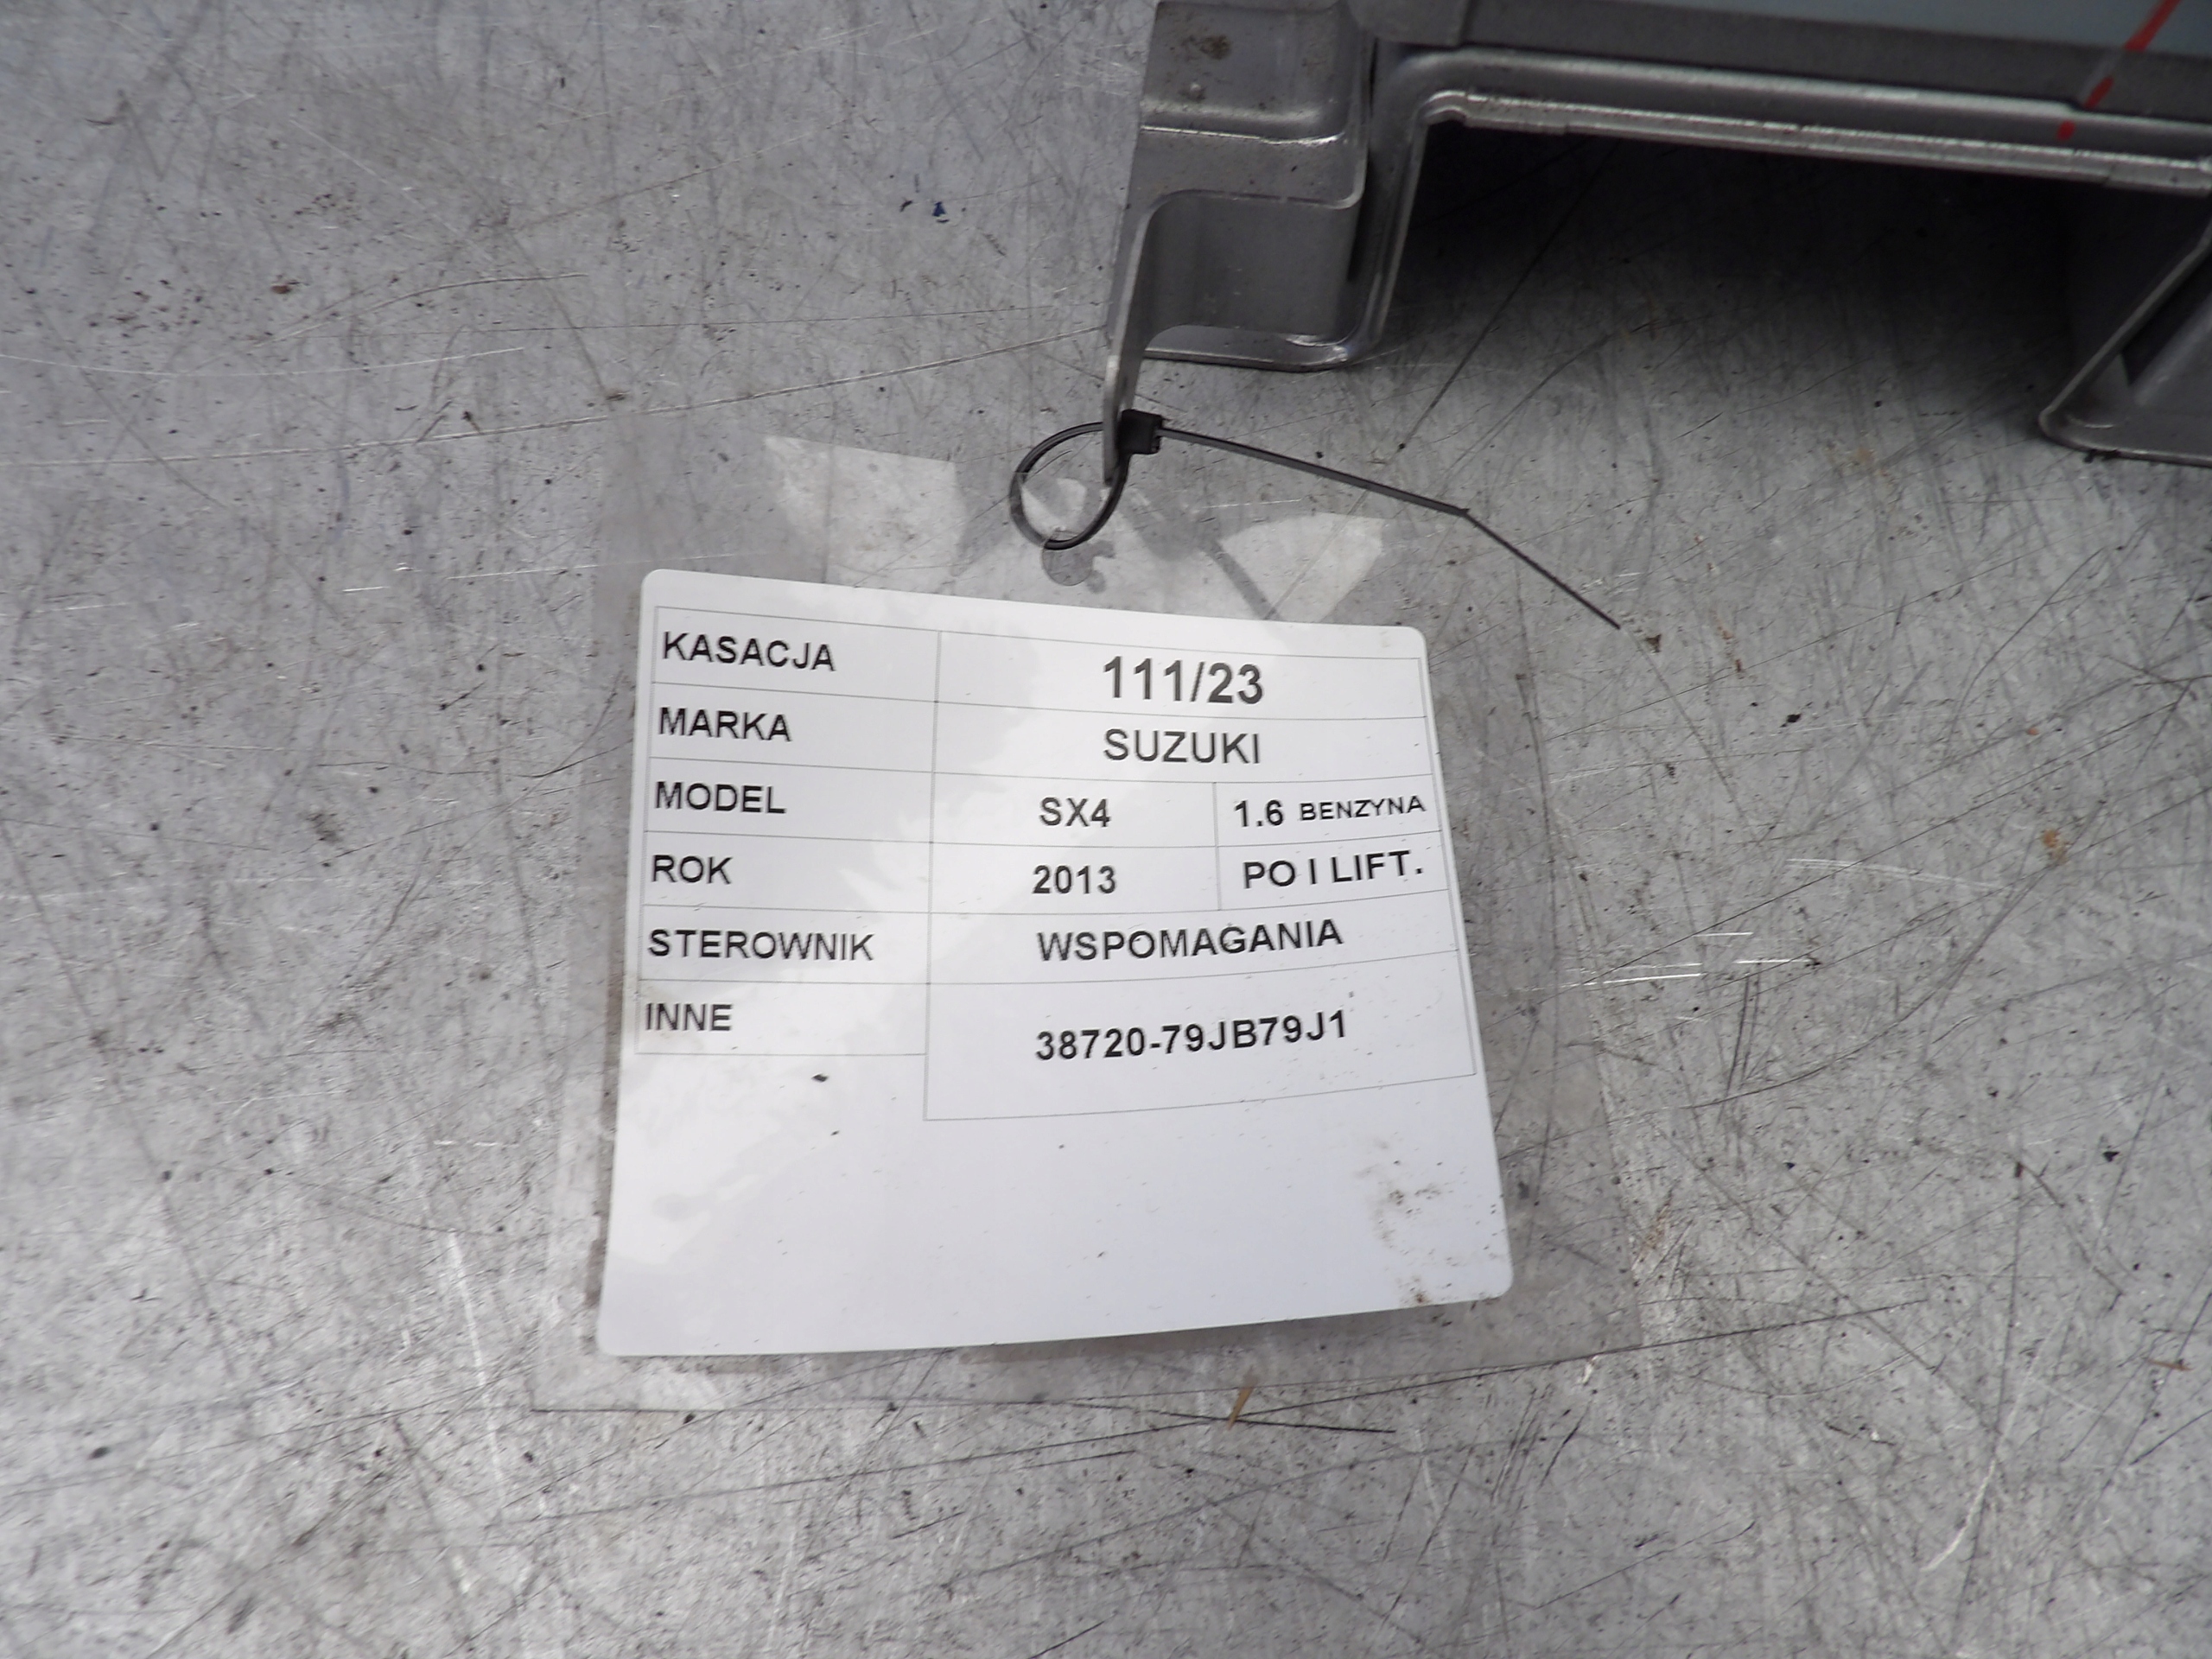 KASACJA 111/23
MARKA SUZUKI
MODEL SX4 1.6 BENZYNA
ROK 2013 PO I LIFT.
STEROWNIK WSPOMAGANIA
INNE 38720-79JB79J1